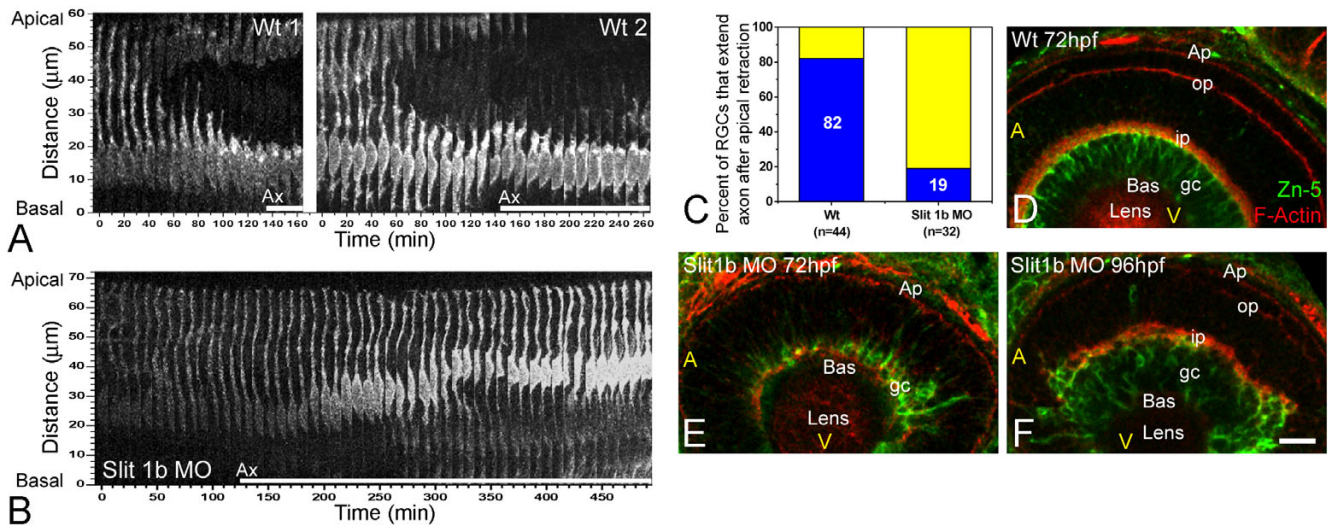 Apical
60
50
40
30
20
10
0
Basal
Distance (µm)
Wt 1
Ax
0 20 40 60 80 100 120 140 160
Wt 2
Ax
0 20 40 60 80 100 120 140 160 180 200 220 240 260
Time (min)
A
Apical
70
60
50
40
30
20
10
0
Basal
Distance (µm)
Slit 1b MO
Ax
0 50 100 150 200 250 300 350 400 450
Time (min)
B
Percent of RGCs that extend
axon after apical retraction
100
80
60
40
20
0
82
19
Wt
(n=44)
Slit 1b MO
(n=32)
C
Wt 72hpf
Ap
op
A
ip
Bas
gc
Zn-5
Lens
V
F-Actin
D
Slit1b MO 72hpf
Ap
A
Bas
gc
Lens
V
E
Slit1b MO 96hpf
Ap
op
ip
A
gc
Bas
V
Lens
F